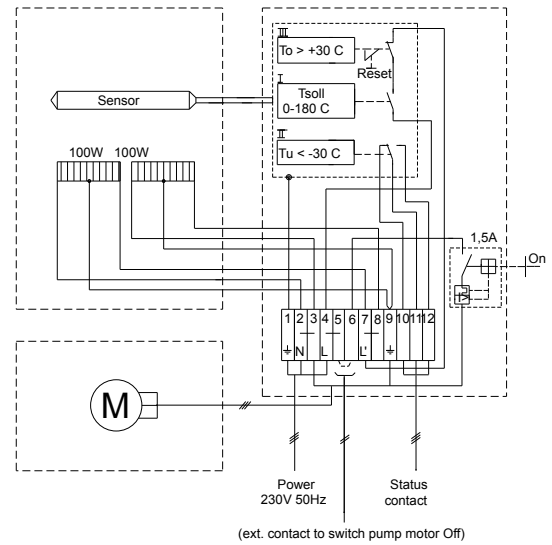 III
To > +30 C
Reset
I
Tsoll
0-180 C
Sensor
II
Tu < -30 C
100W 100W
1,5A
On
1 2 3 4 5 6 7 8 9 10 11 12
N L L'
M
Power
230V 50Hz
Status
contact
(ext. contact to switch pump motor Off)